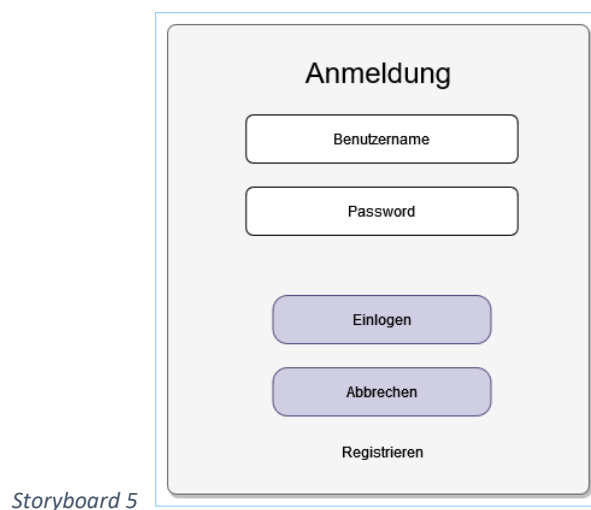 Anmeldung
Benutzername
Password
Einlogen
Abbrechen
Registrieren
Storyboard 5